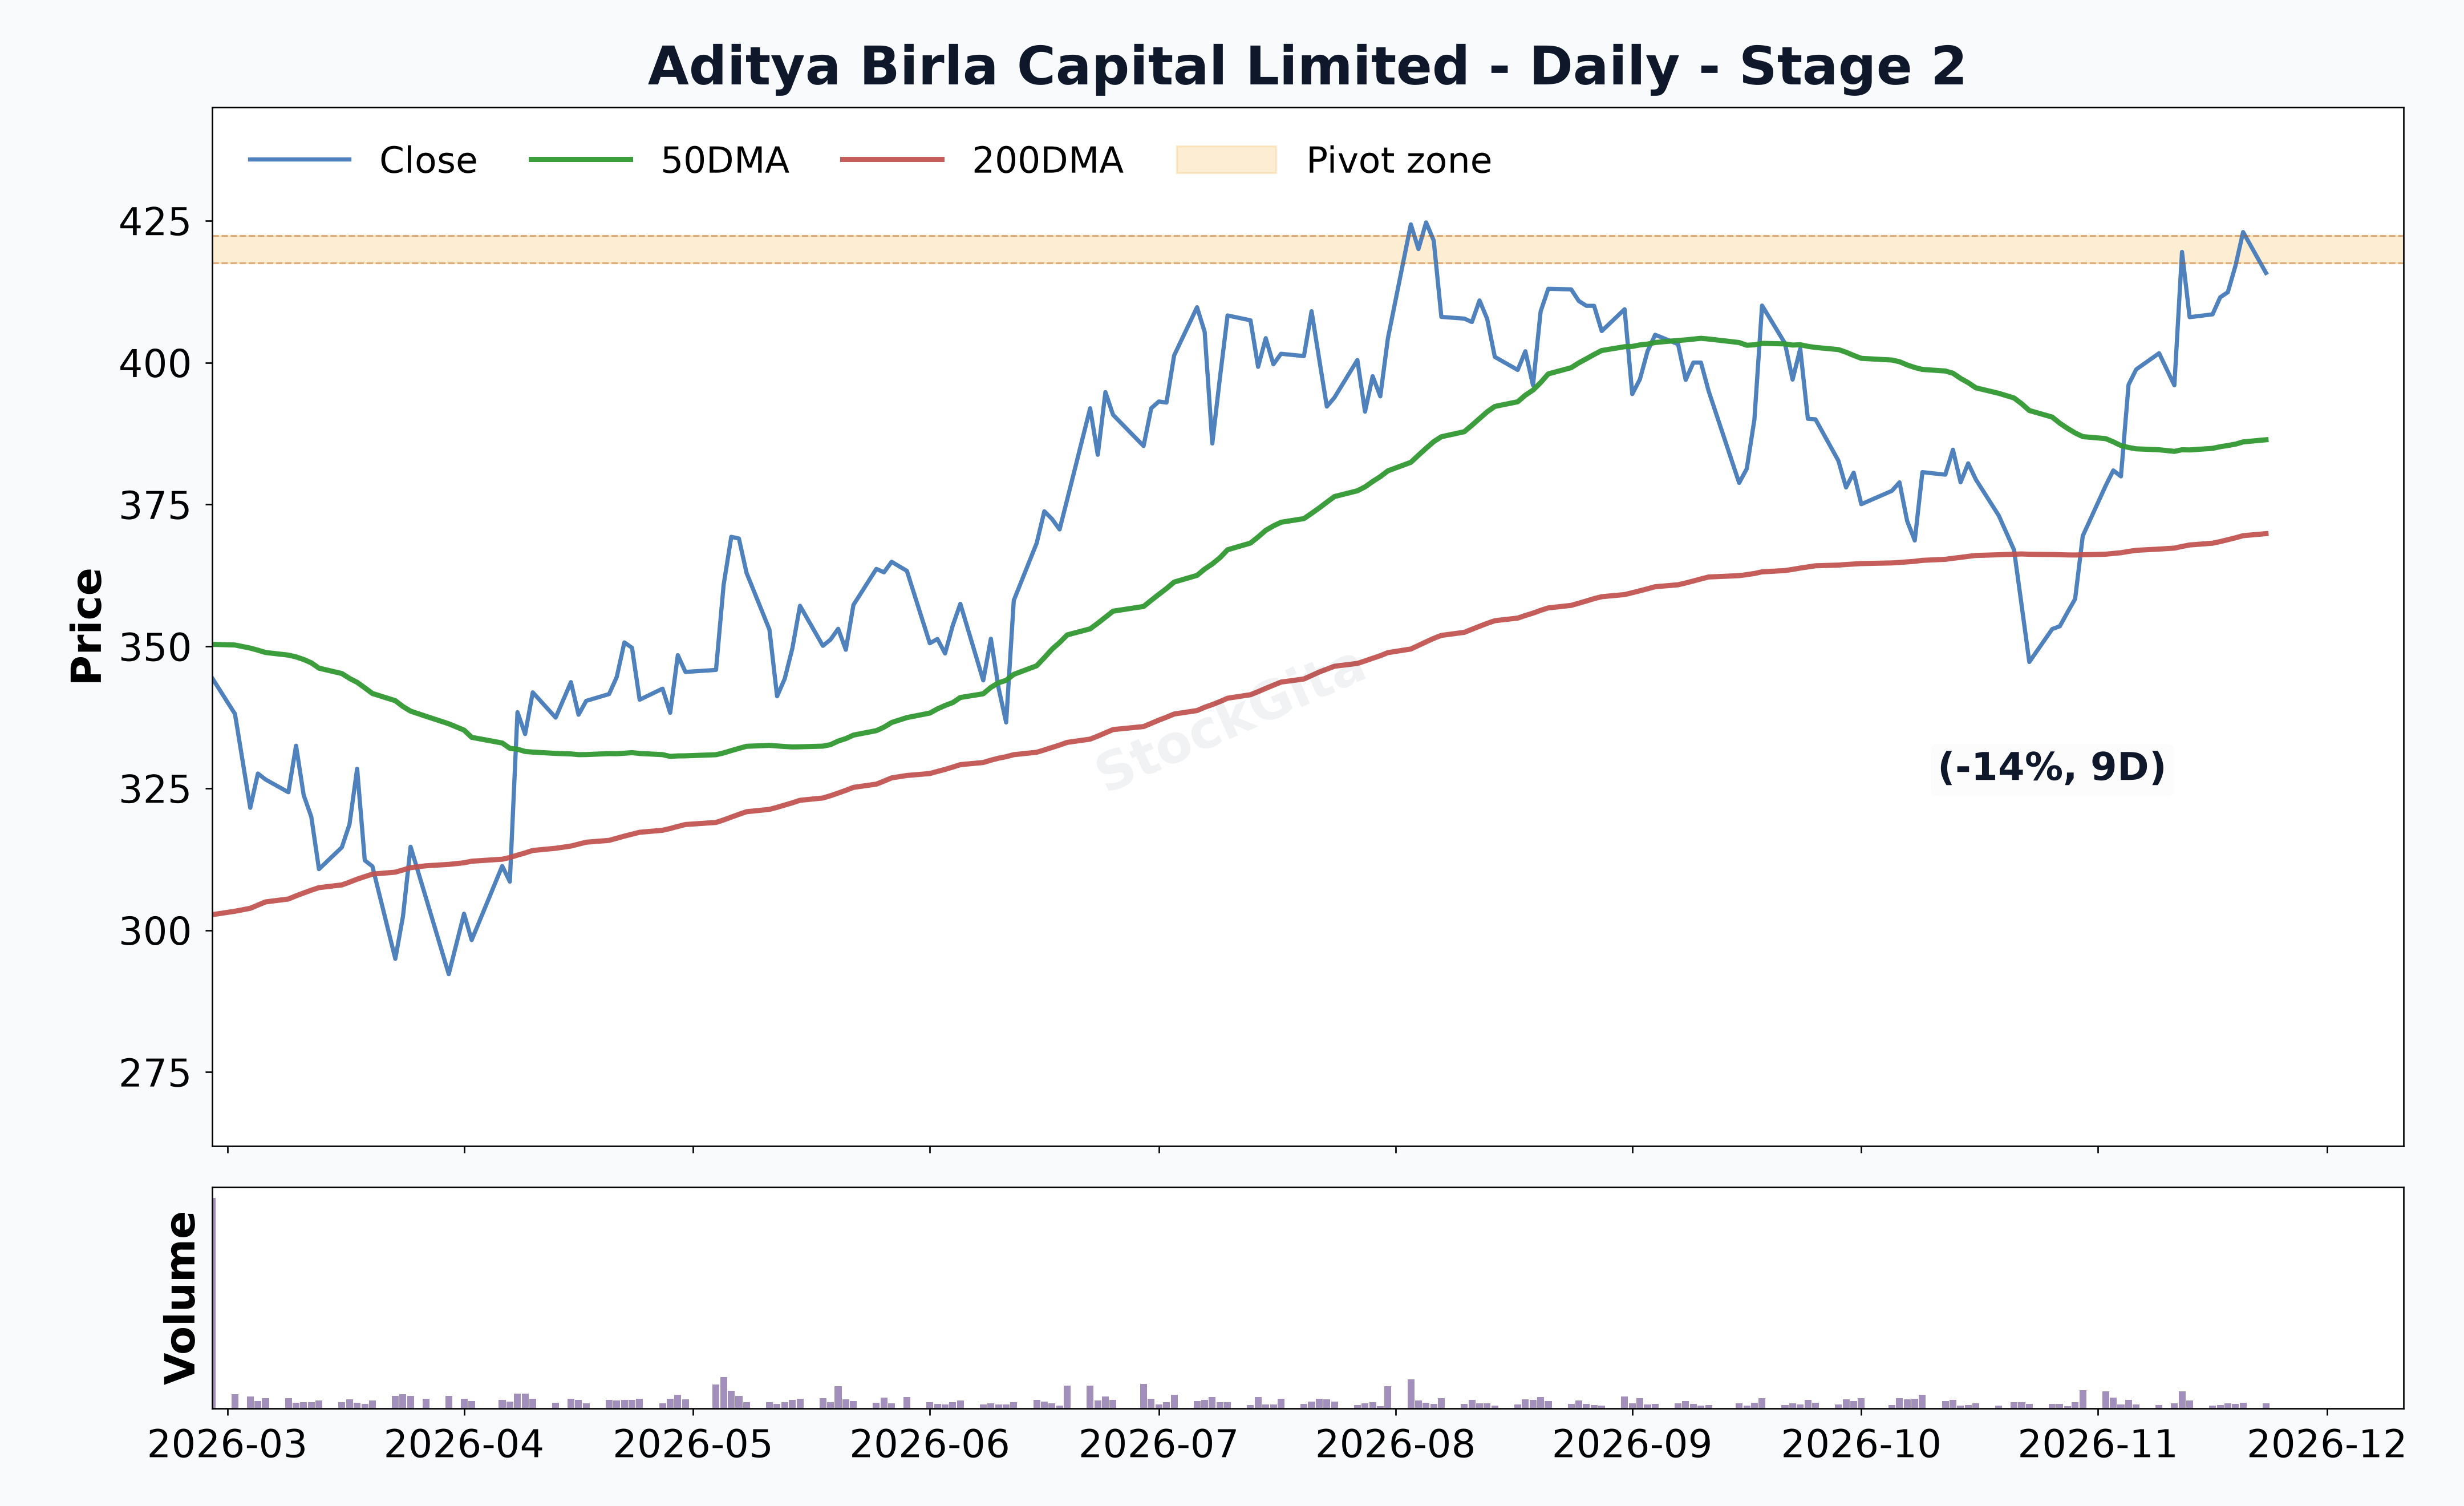 Aditya Birla Capital Limited - Daily - Stage 2
Close 50DMA 200DMA Pivot zone
425
400
375
350
325
300
275
Price
StockGita
(-14%, 9D)
Volume
2026-03 2026-04 2026-05 2026-06 2026-07 2026-08 2026-09 2026-10 2026-11 2026-12